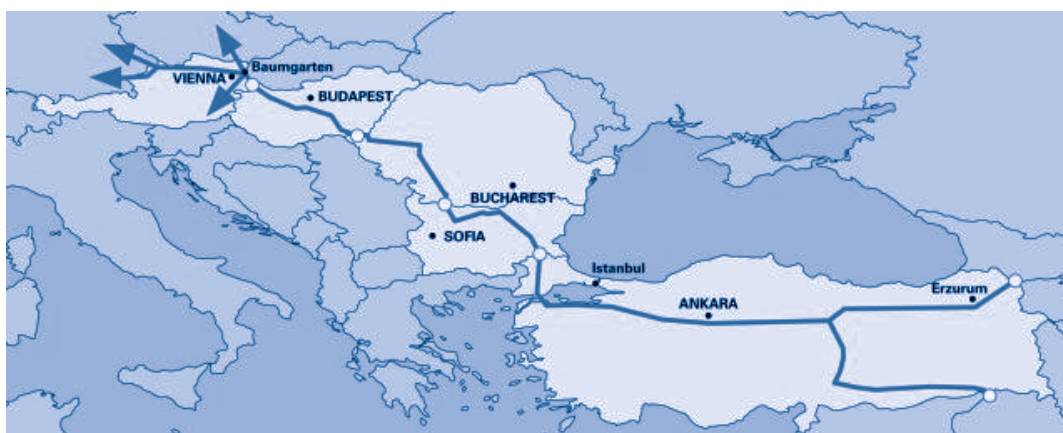 Baumgarten
VIENNA
BUDAPEST
BUCHAREST
SOFIA
Istanbul
Erzurum
ANKARA